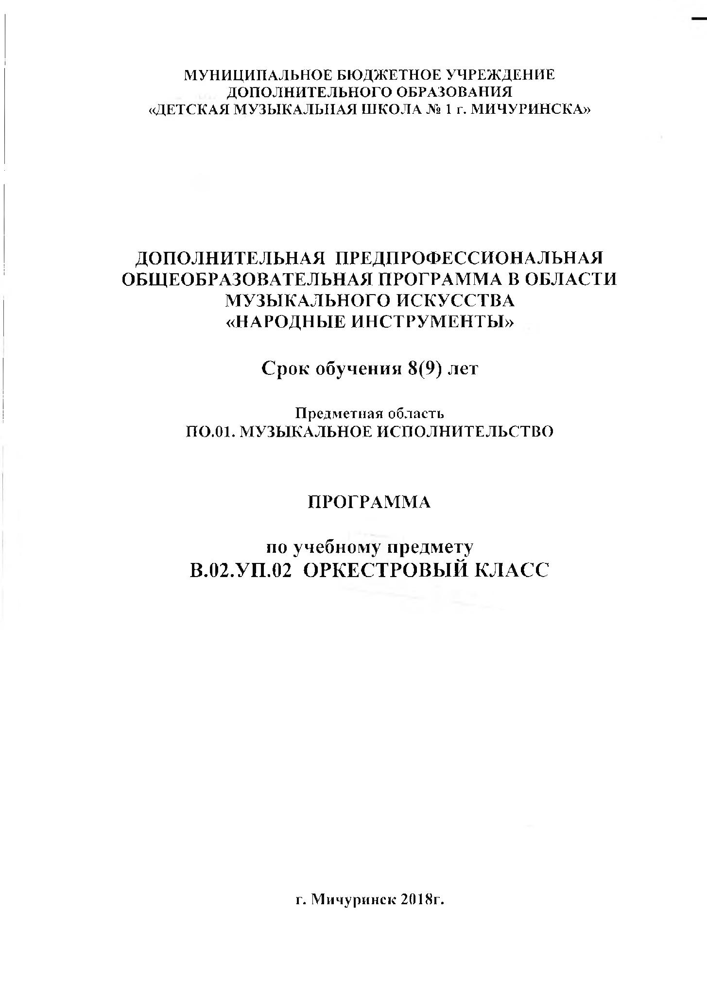 МУНИЦИПАЛЬНОЕ БЮДЖЕТНОЕ УЧРЕЖДЕНИЕ
ДОПОЛНИТЕЛЬНОГО ОБРАЗОВАНИЯ
«ДЕТСКАЯ МУЗЫКАЛЬНАЯ ШКОЛА № 1 г. МИЧУРИНСКА»
ДОПОЛНИТЕЛЬНАЯ ПРЕДПРОФЕССИОНАЛЬНАЯ
ОБЩЕОБРАЗОВАТЕЛЬНАЯ ПРОГРАММА В ОБЛАСТИ
МУЗЫКАЛЬНОГО ИСКУССТВА
«НАРОДНЫЕ ИНСТРУМЕНТЫ»
Срок обучения 8(9) лет
Предметная область
ПО.01. МУЗЫКАЛЬНОЕ ИСПОЛНИТЕЛЬСТВО
ПРОГРАММА
по учебному предмету
В.02.УП.02 ОРКЕСТРОВЫЙ КЛАСС
г. Мичуринск 2018г.